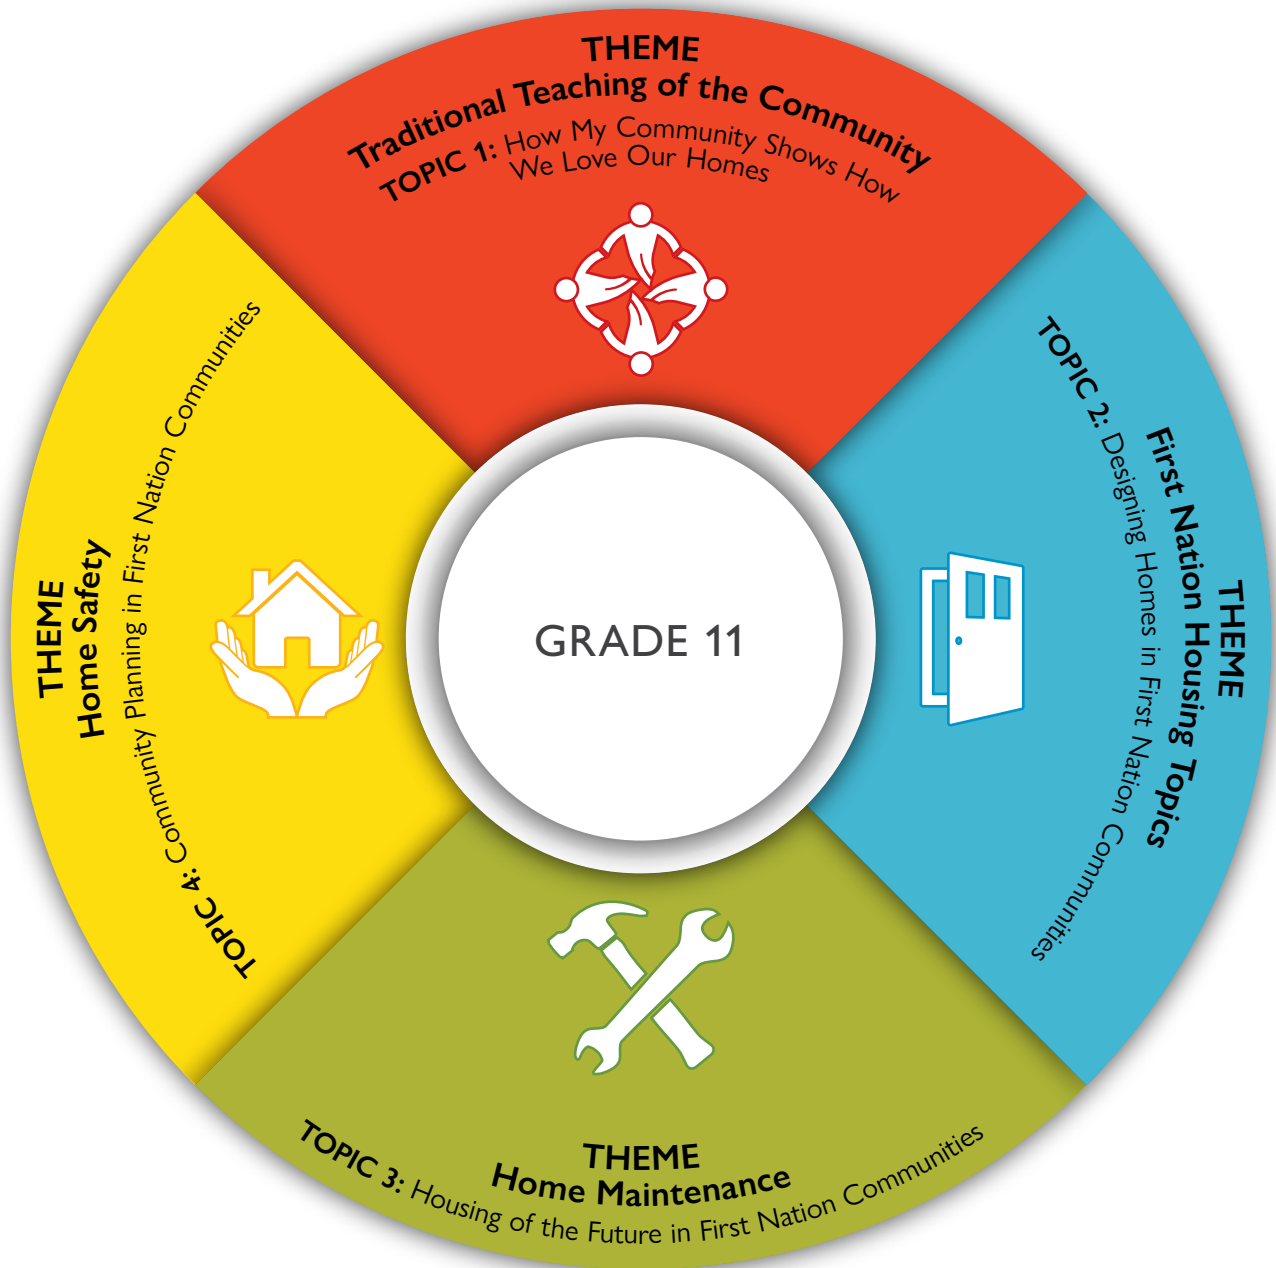 THEME
Traditional Teaching of the Community
TOPIC 1: How My Community Shows How
We Love Our Homes
THEME
First Nation Housing Topics
TOPIC 2: Designing Homes in First Nation Communities
THEME
Home Maintenance
TOPIC 3: Housing of the Future in First Nation Communities
THEME
Home Safety
TOPIC 4: Community Planning in First Nation Communities
GRADE 11